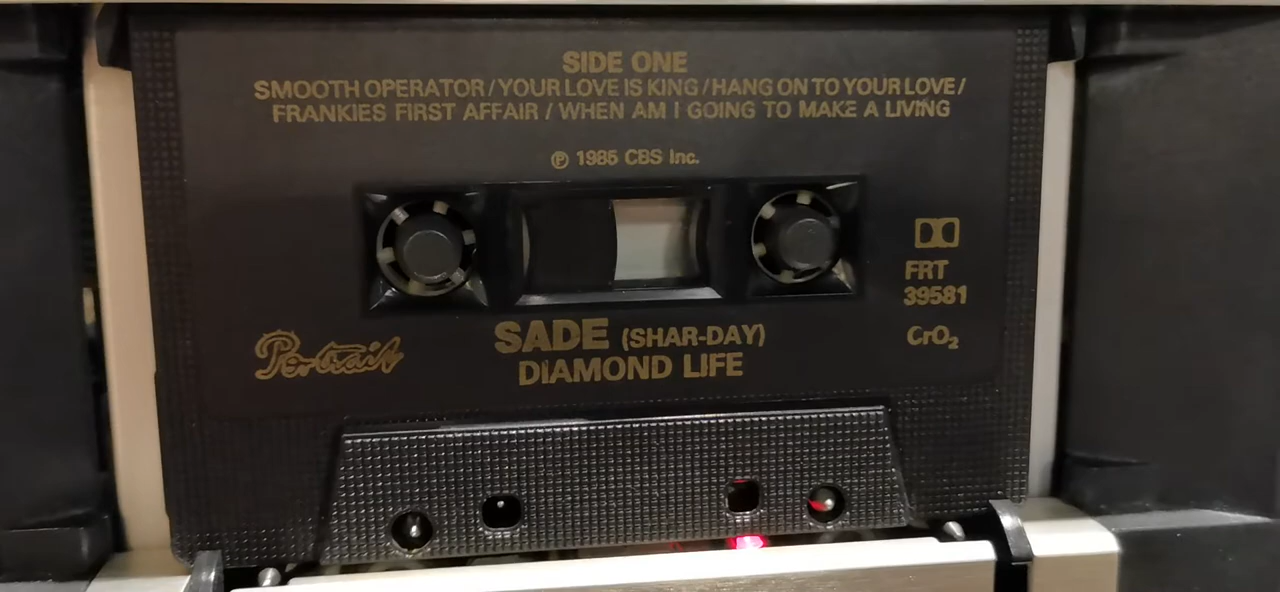 SIDE ONE
SMOOTH OPERATOR / YOUR LOVE IS KING / HANG ON TO YOUR LOVE /
FRANKIES FIRST AFFAIR / WHEN AM I GOING TO MAKE A LIVING
℗ 1985 CBS Inc.
FRT
39581
CrO₂
Portrait
SADE (SHAR-DAY)
DIAMOND LIFE